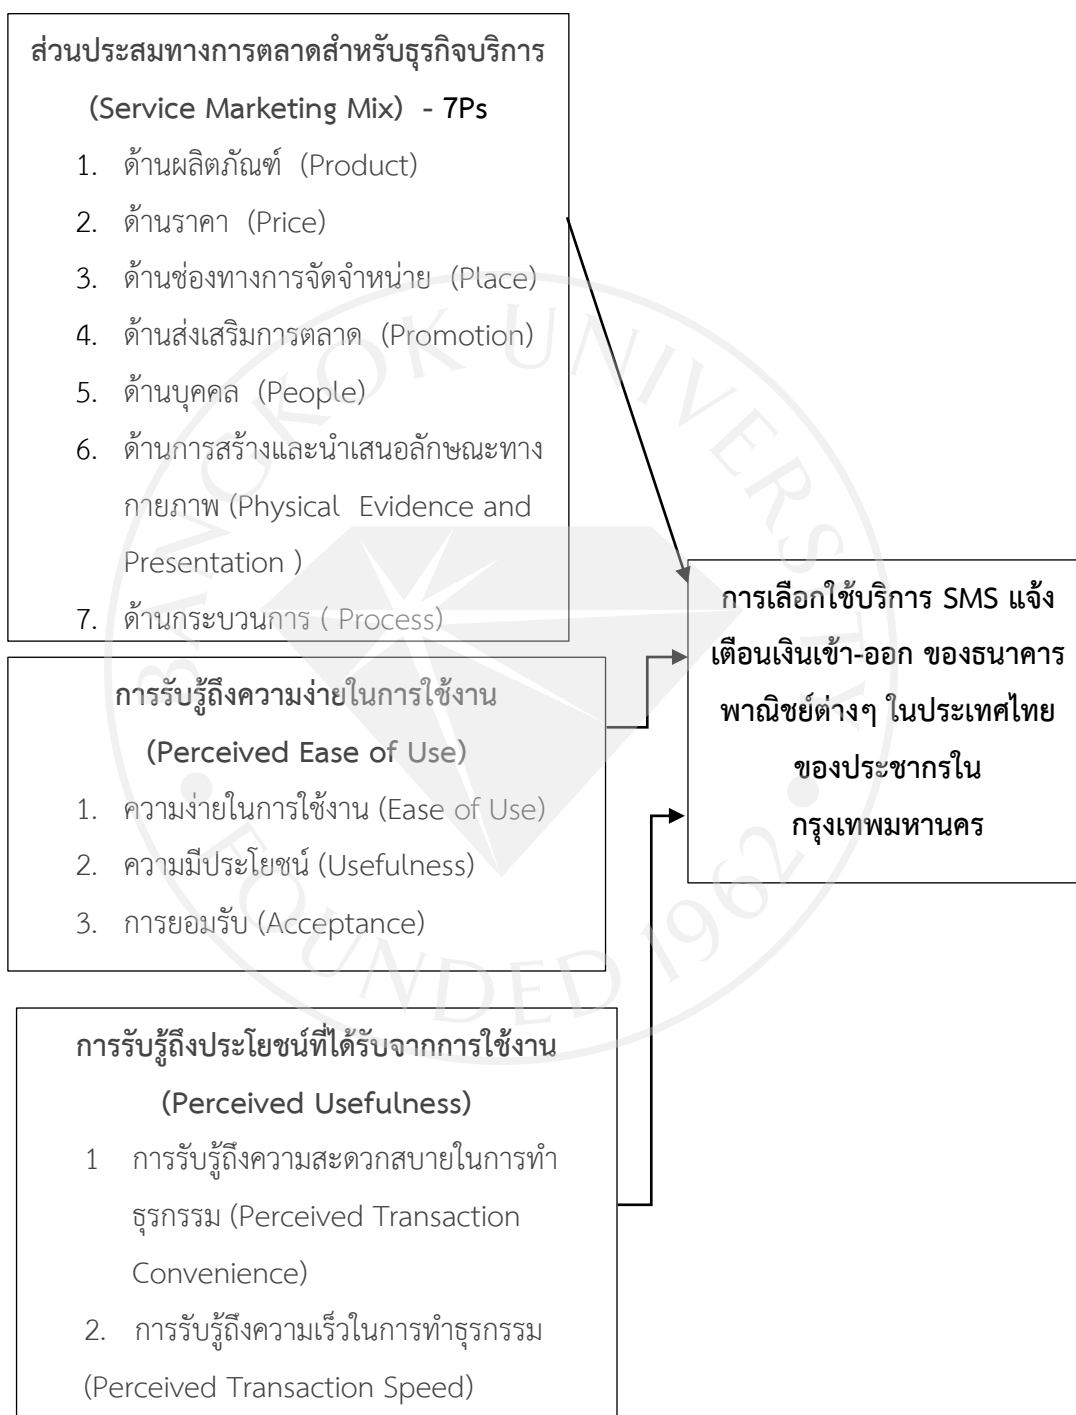 ส่วนประสมทางการตลาดสำหรับธุรกิจบริการ
(Service Marketing Mix) - 7Ps
1. ด้านผลิตภัณฑ์ (Product)
2. ด้านราคา (Price)
3. ด้านช่องทางการจัดจำหน่าย (Place)
4. ด้านส่งเสริมการตลาด (Promotion)
5. ด้านบุคคล (People)
6. ด้านการสร้างและนำเสนอลักษณะทาง
กายภาพ (Physical Evidence and
Presentation )
7. ด้านกระบวนการ ( Process)
การรับรู้ถึงความง่ายในการใช้งาน
(Perceived Ease of Use)
1. ความง่ายในการใช้งาน (Ease of Use)
2. ความมีประโยชน์ (Usefulness)
3. การยอมรับ (Acceptance)
การรับรู้ถึงประโยชน์ที่ได้รับจากการใช้งาน
(Perceived Usefulness)
1 การรับรู้ถึงความสะดวกสบายในการทำ
ธุรกรรม (Perceived Transaction
Convenience)
2. การรับรู้ถึงความเร็วในการทำธุรกรรม
(Perceived Transaction Speed)
การเลือกใช้บริการ SMS แจ้ง
เตือนเงินเข้า-ออก ของธนาคาร
พาณิชย์ต่างๆ ในประเทศไทย
ของประชากรใน
กรุงเทพมหานคร
BANGKOK UNIVERSITY
FOUNDED 1962